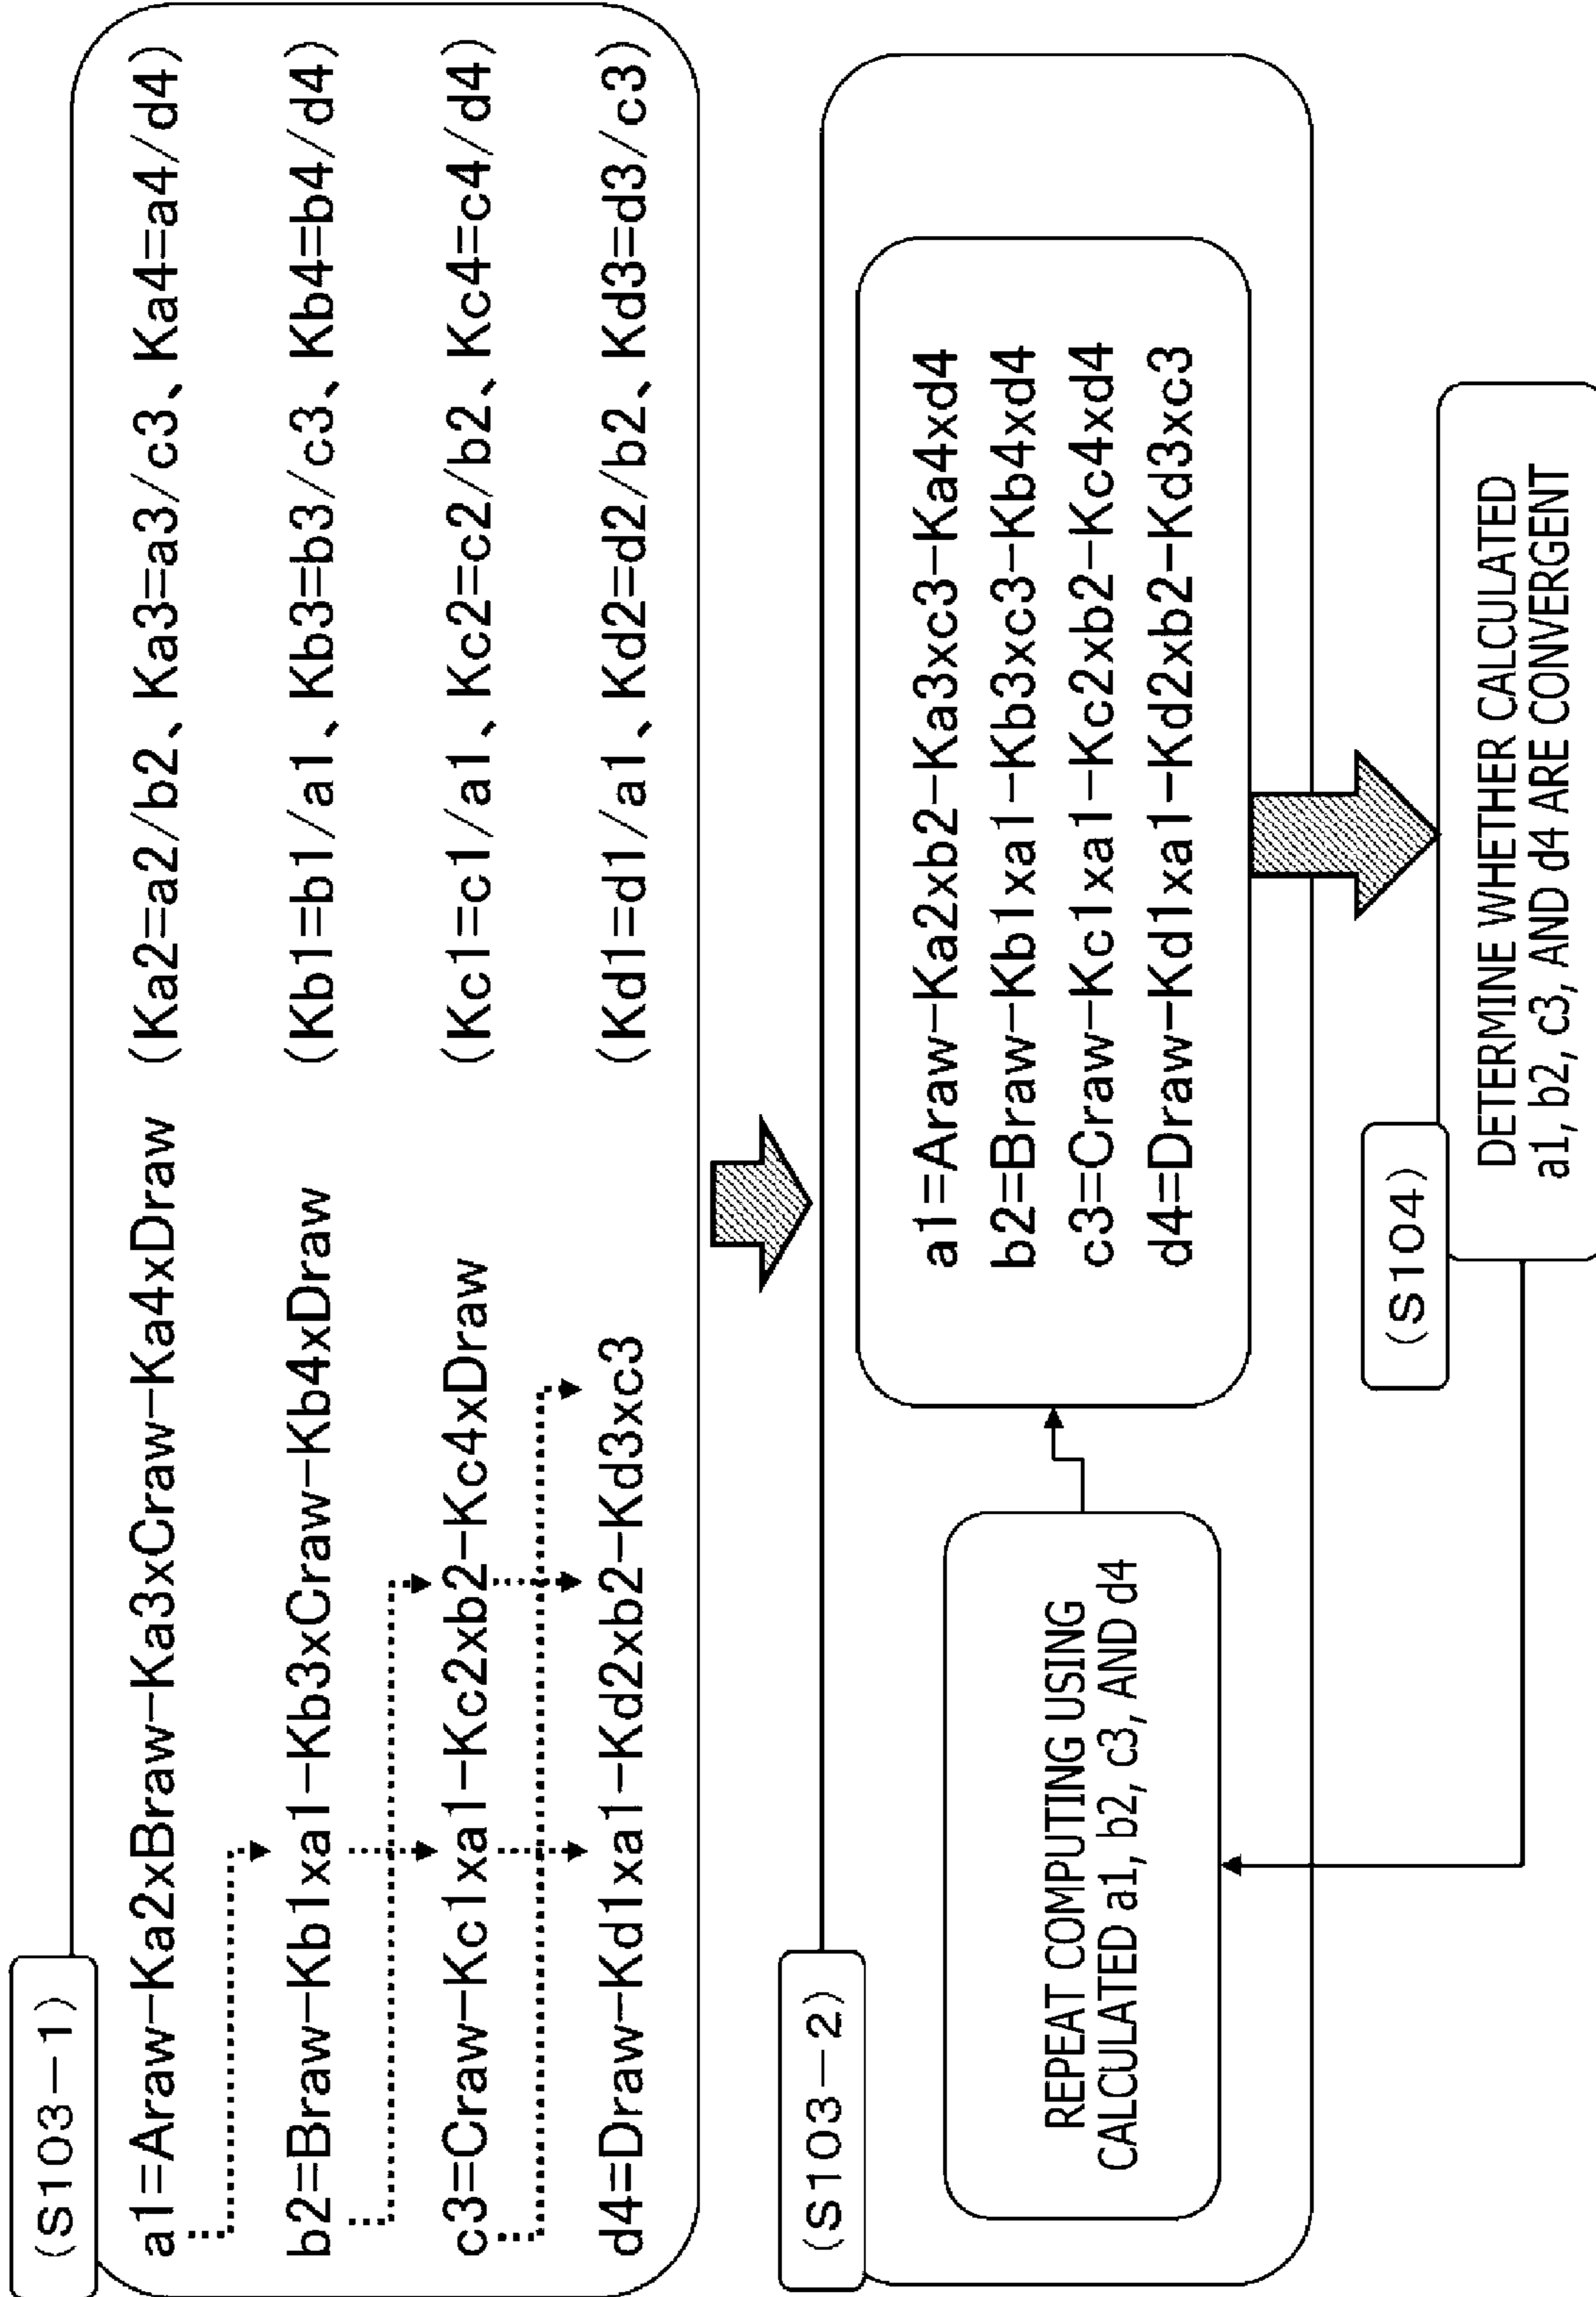 (S103-1)
a1=Araw-Ka2xBraw-Ka3xCraw-Ka4xDraw (Ka2=a2/b2、Ka3=a3/c3、Ka4=a4/d4)
b2=Braw-Kb1xa1-Kb3xCraw-Kb4xDraw (Kb1=b1/a1、Kb3=b3/c3、Kb4=b4/d4)
c3=Craw-Kc1xa1-Kc2xb2-Kc4xDraw (Kc1=c1/a1、Kc2=c2/b2、Kc4=c4/d4)
d4=Draw-Kd1xa1-Kd2xb2-Kd3xc3 (Kd1=d1/a1、Kd2=d2/b2、Kd3=d3/c3)
(S103-2)
REPEAT COMPUTING USING
CALCULATED a1, b2, c3, AND d4
a1=Araw-Ka2xb2-Ka3xc3-Ka4xd4
b2=Braw-Kb1xa1-Kb3xc3-Kb4xd4
c3=Craw-Kc1xa1-Kc2xb2-Kc4xd4
d4=Draw-Kd1xa1-Kd2xb2-Kd3xc3
(S104)
DETERMINE WHETHER CALCULATED
a1, b2, c3, AND d4 ARE CONVERGENT